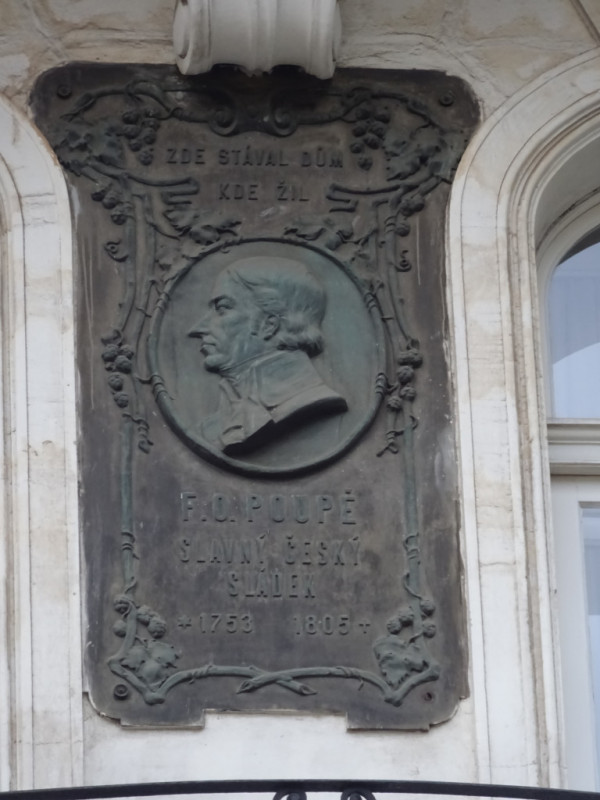 ZDE STÁVAL DŮM
KDE ŽIL
F. O. POUPĚ
SLAVNÝ ČESKÝ
SLÁDEK
*1753 1805+